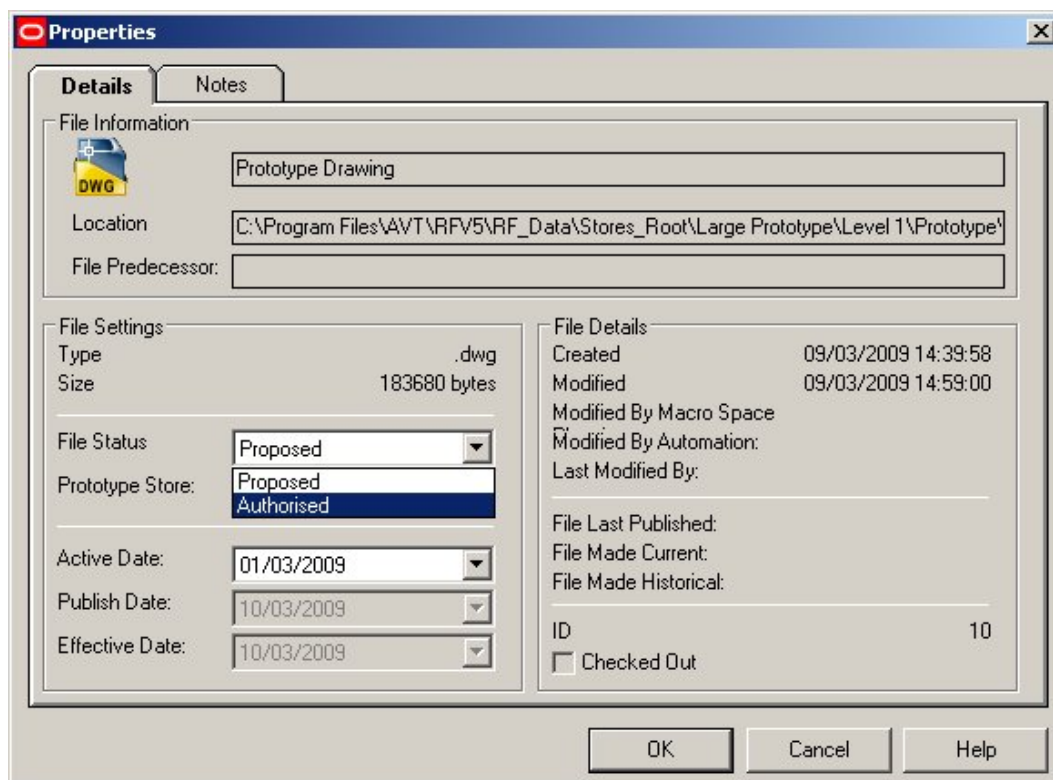 Properties
Details Notes
File Information
DWG
Prototype Drawing
Location C:\Program Files\AVT\RFV5\RF_Data\Stores_Root\Large Prototype\Level 1\Prototype\
File Predecessor:
File Settings
Type .dwg
Size 183680 bytes
File Status Proposed
Proposed
Prototype Store: Authorised
Active Date: 01/03/2009
Publish Date: 10/03/2009
Effective Date: 10/03/2009
File Details
Created 09/03/2009 14:39:58
Modified 09/03/2009 14:59:00
Modified By Macro Space
Modified By Automation:
Last Modified By:
File Last Published:
File Made Current:
File Made Historical:
ID 10
Checked Out
OK Cancel Help